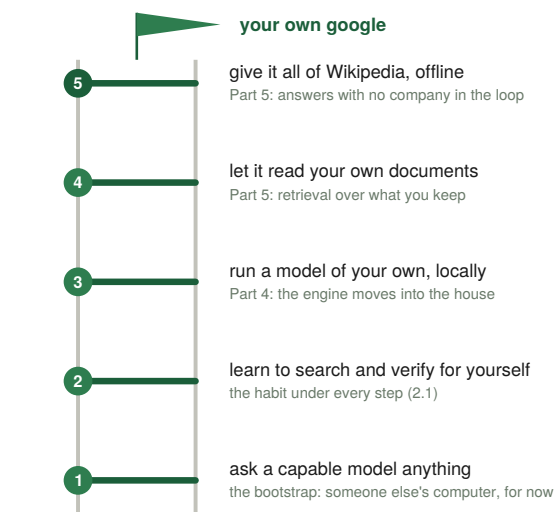 your own google
5
give it all of Wikipedia, offline
Part 5: answers with no company in the loop
4
let it read your own documents
Part 5: retrieval over what you keep
3
run a model of your own, locally
Part 4: the engine moves into the house
2
learn to search and verify for yourself
the habit under every step (2.1)
1
ask a capable model anything
the bootstrap: someone else's computer, for now